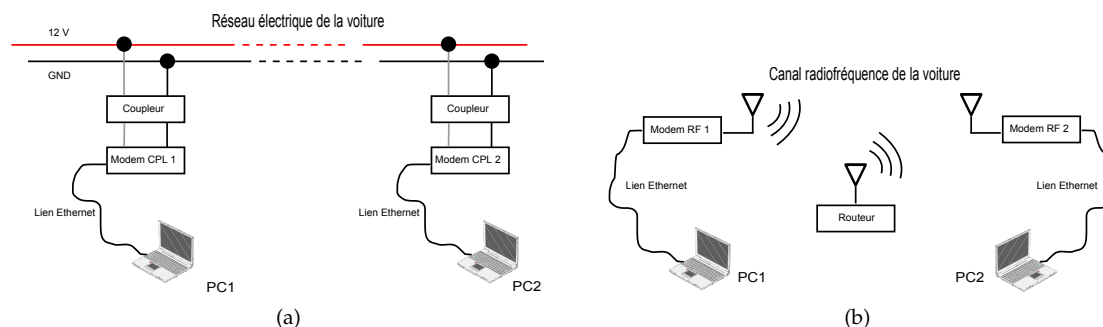 Réseau électrique de la voiture
12 V
GND
Coupleur
Coupleur
Modem CPL 1
Modem CPL 2
Lien Ethernet
Lien Ethernet
PC1
PC2
(a)
Canal radiofréquence de la voiture
Modem RF 1
Modem RF 2
Lien Ethernet
Lien Ethernet
Routeur
PC1
PC2
(b)